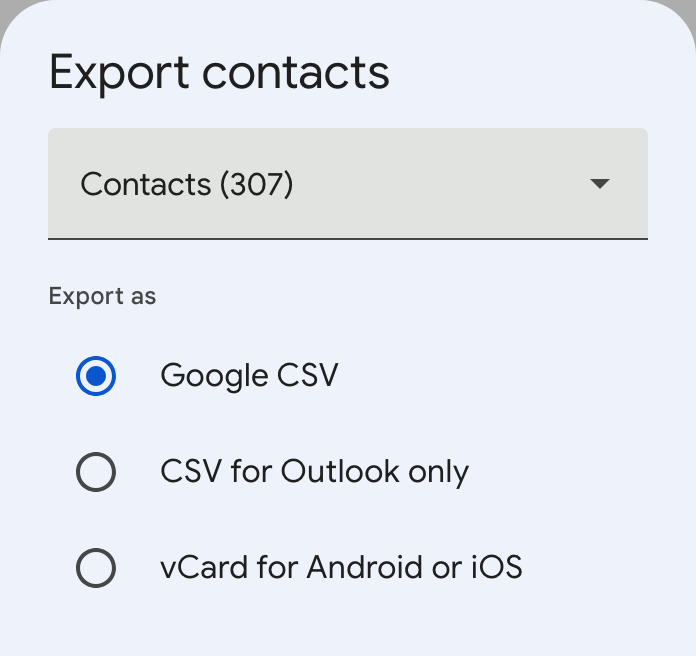 Export contacts
Contacts (307)
Export as
Google CSV
CSV for Outlook only
vCard for Android or iOS